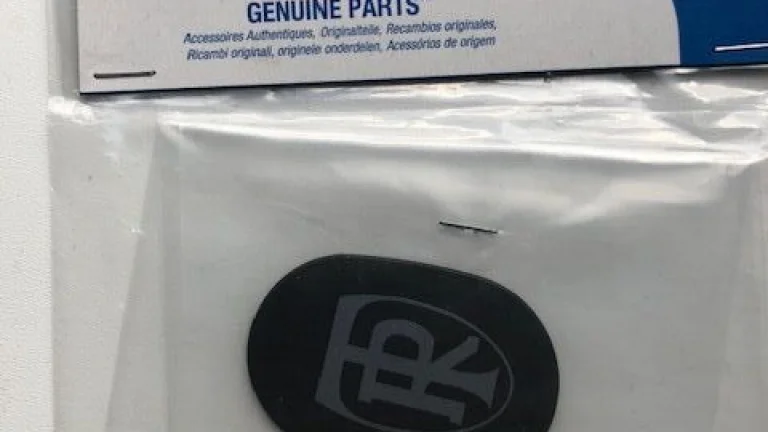 GENUINE PARTS
Accessoires Authentiques, Originalteile, Recambios originales,
Ricambi originali, originele onderdelen, Acessórios de origem
R